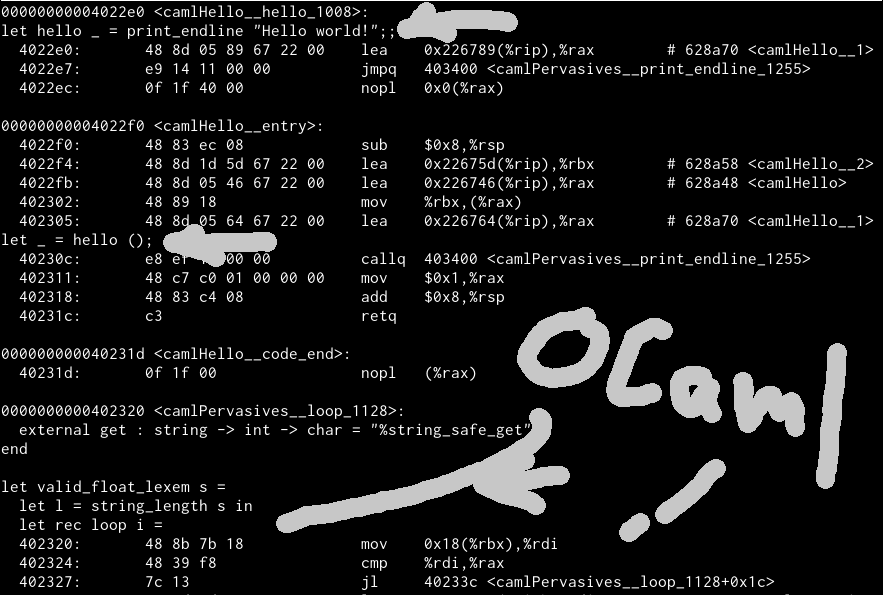 00000000004022e0 <camlHello__hello_1008>:
let hello _ = print_endline "Hello world!";;
4022e0: 48 8d 05 89 67 22 00 lea 0x226789(%rip),%rax # 628a70 <camlHello__1>
4022e7: e9 14 11 00 00 jmpq 403400 <camlPervasives__print_endline_1255>
4022ec: 0f 1f 40 00 nopl 0x0(%rax)
00000000004022f0 <camlHello__entry>:
4022f0: 48 83 ec 08 sub $0x8,%rsp
4022f4: 48 8d 1d 5d 67 22 00 lea 0x22675d(%rip),%rbx # 628a58 <camlHello__2>
4022fb: 48 8d 05 46 67 22 00 lea 0x226746(%rip),%rax # 628a48 <camlHello>
402302: 48 89 18 mov %rbx,(%rax)
402305: 48 8d 05 64 67 22 00 lea 0x226764(%rip),%rax # 628a70 <camlHello__1>
let _ = hello ();
40230c: e8 00 00 callq 403400 <camlPervasives__print_endline_1255>
402311: 48 c7 c0 01 00 00 00 mov $0x1,%rax
402318: 48 83 c4 08 add $0x8,%rsp
40231c: c3 retq
OCaml
000000000040231d <camlHello__code_end>:
40231d: 0f 1f 00 nopl (%rax)
0000000000402320 <camlPervasives__loop_1128>:
external get : string -> int -> char = "%string_safe_get"
end
let valid_float_lexem s =
let l = string_length s in
let rec loop i =
402320: 48 8b 7b 18 mov 0x18(%rbx),%rdi
402324: 48 39 f8 cmp %rdi,%rax
402327: 7c 13 jl 40233c <camlPervasives__loop_1128+0x1c>